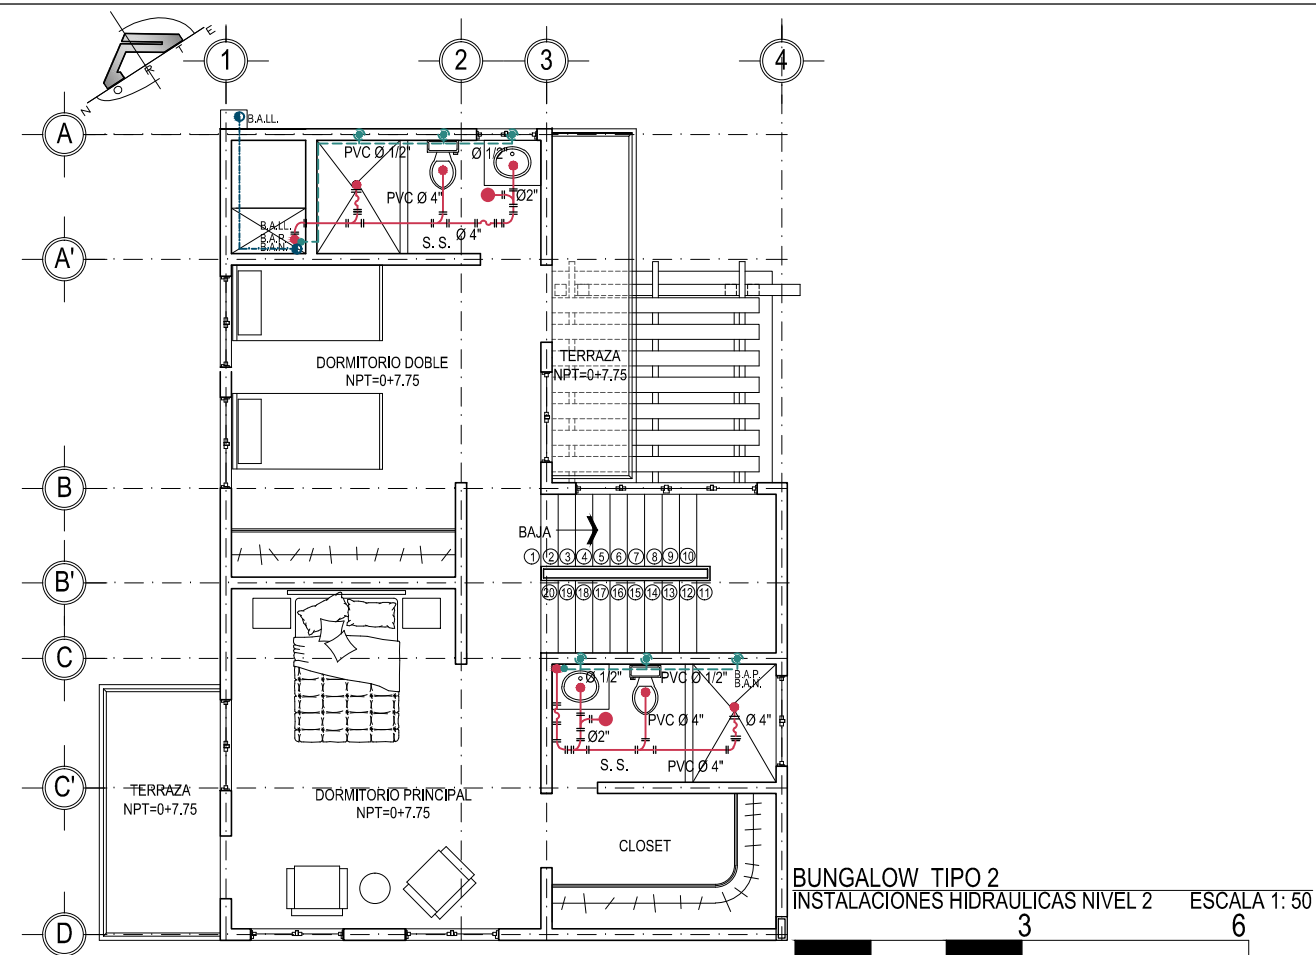 N O R T E
1 2 3 4
A
B.A.LL.
PVC Ø 1/2" Ø 1/2"
PVC Ø 4" Ø2"
B.A.LL.
B.A.P.
B.A.N.
Ø 4"
S. S.
A'
DORMITORIO DOBLE
NPT=0+7.75
TERRAZA
NPT=0+7.75
B
BAJA
1 2 3 4 5 6 7 8 9 10
B'
20 19 18 17 16 15 14 13 12 11
C
Ø 1/2" PVC Ø 1/2" B.A.P.
B.A.N.
PVC Ø 4" Ø 4"
Ø2"
S. S. PVC Ø 4"
C'
TERRAZA
NPT=0+7.75
DORMITORIO PRINCIPAL
NPT=0+7.75
CLOSET
D
BUNGALOW TIPO 2
INSTALACIONES HIDRAULICAS NIVEL 2 ESCALA 1: 50
3 6